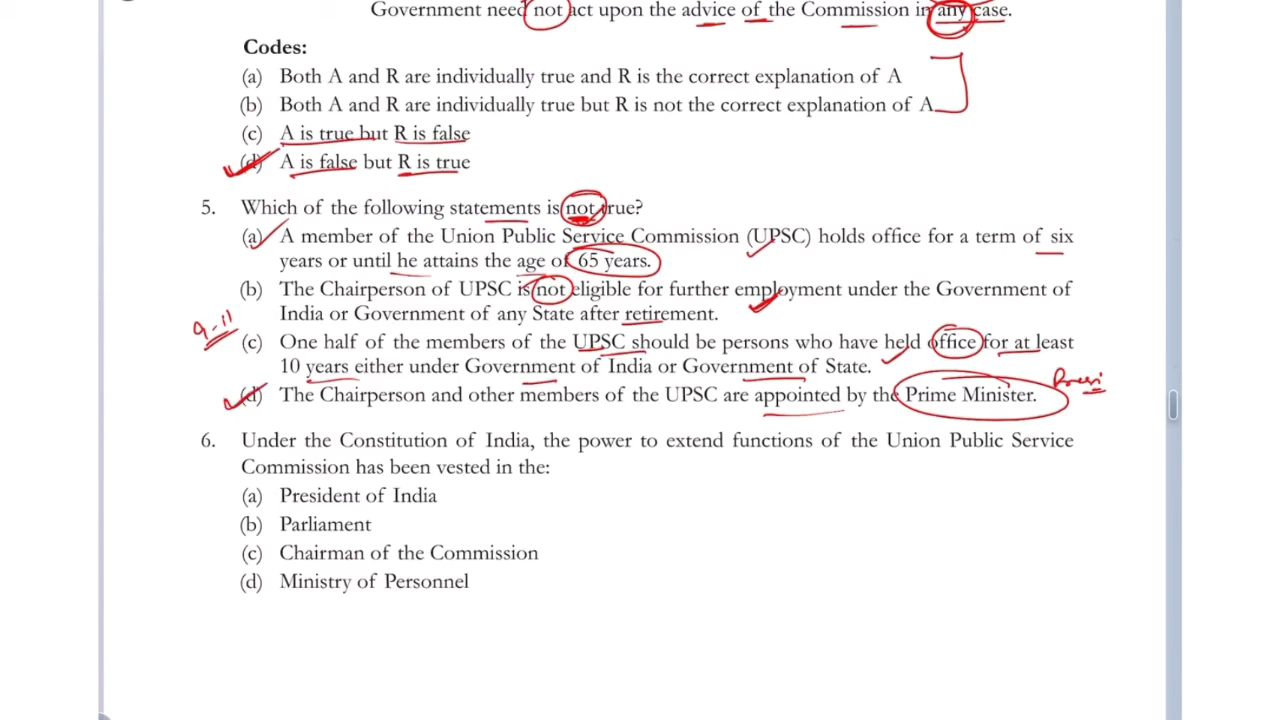 Government need not act upon the advice of the Commission in any case.
Codes:
(a) Both A and R are individually true and R is the correct explanation of A
(b) Both A and R are individually true but R is not the correct explanation of A
(c) A is true but R is false
(d) A is false but R is true
5. Which of the following statements is not true?
(a) A member of the Union Public Service Commission (UPSC) holds office for a term of six
years or until he attains the age of 65 years.
(b) The Chairperson of UPSC is not eligible for further employment under the Government of
India or Government of any State after retirement.
9-11
(c) One half of the members of the UPSC should be persons who have held office for at least
10 years either under Government of India or Government of State.
Presi
(d) The Chairperson and other members of the UPSC are appointed by the Prime Minister.
6. Under the Constitution of India, the power to extend functions of the Union Public Service
Commission has been vested in the:
(a) President of India
(b) Parliament
(c) Chairman of the Commission
(d) Ministry of Personnel